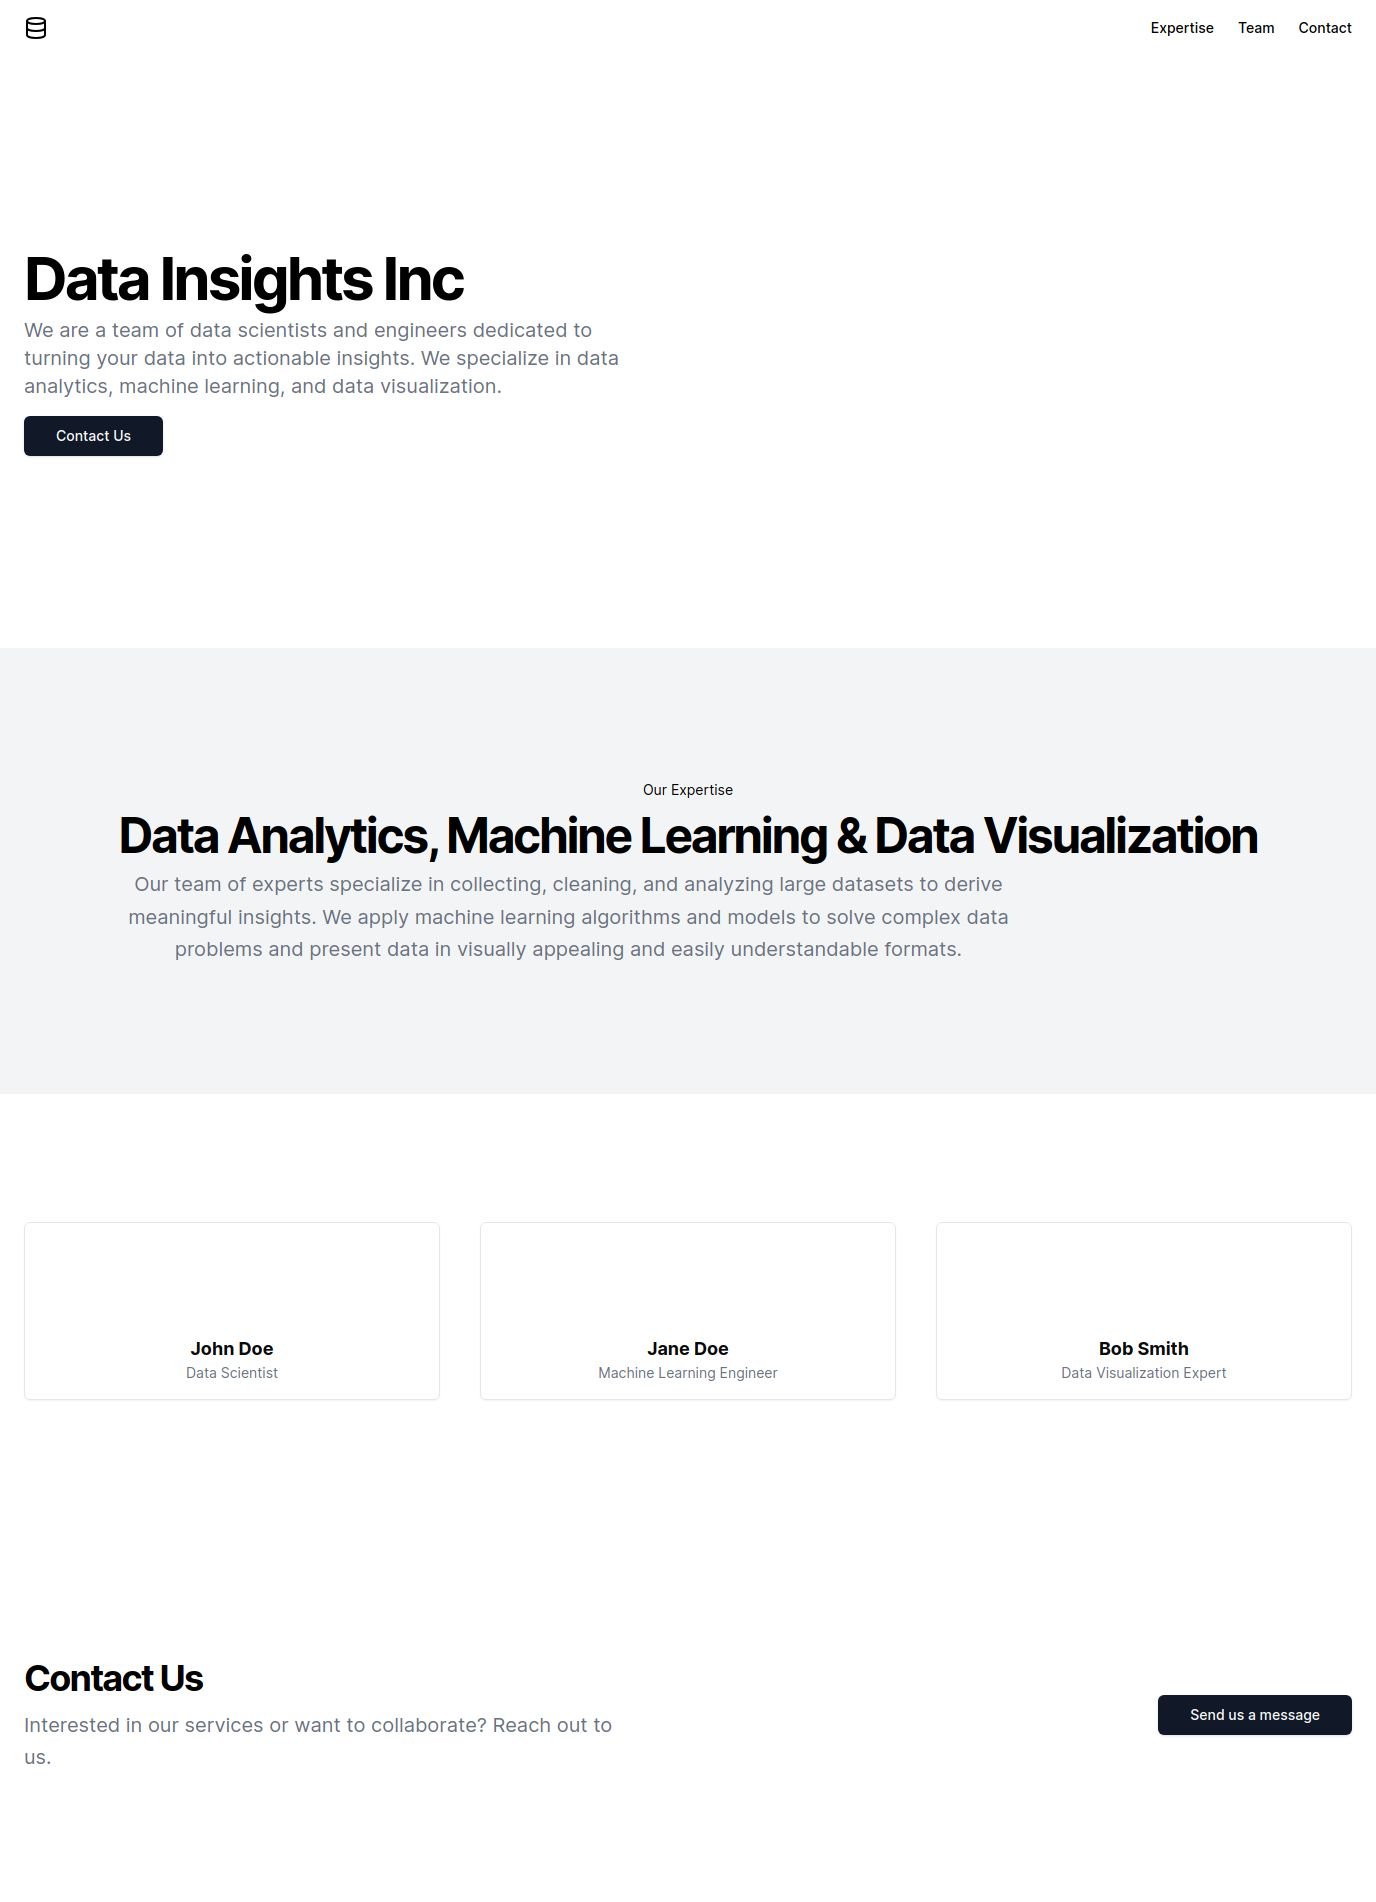 Expertise Team Contact
Data Insights Inc
We are a team of data scientists and engineers dedicated to
turning your data into actionable insights. We specialize in data
analytics, machine learning, and data visualization.
Contact Us
Our Expertise
Data Analytics, Machine Learning & Data Visualization
Our team of experts specialize in collecting, cleaning, and analyzing large datasets to derive
meaningful insights. We apply machine learning algorithms and models to solve complex data
problems and present data in visually appealing and easily understandable formats.
John Doe
Data Scientist
Jane Doe
Machine Learning Engineer
Bob Smith
Data Visualization Expert
Contact Us
Interested in our services or want to collaborate? Reach out to
us.
Send us a message